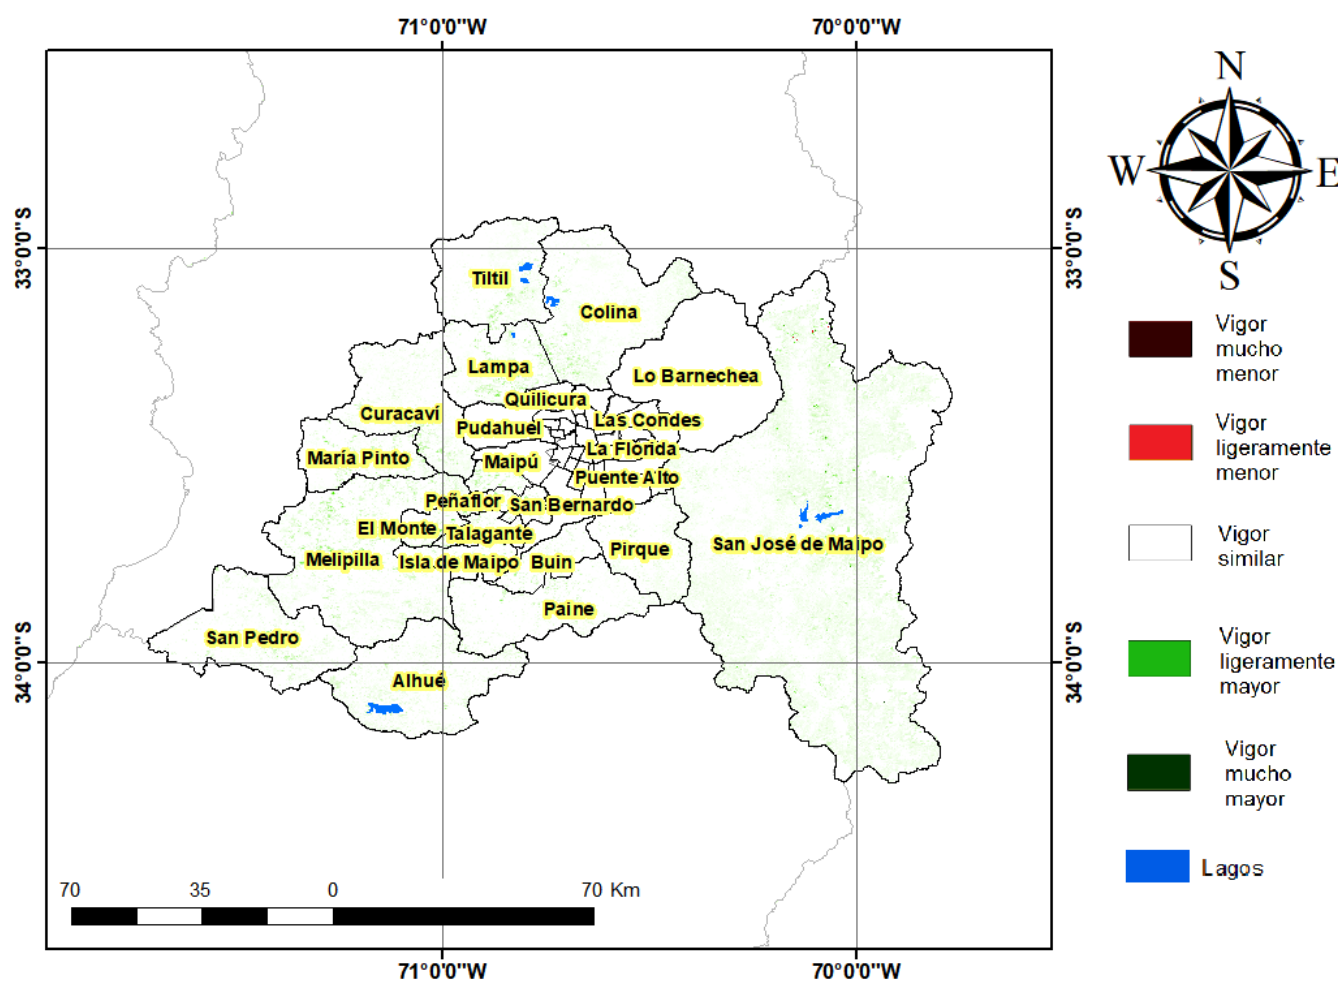 71°0'0"W
70°0'0"W
33°0'0"S
33°0'0"S
34°0'0"S
34°0'0"S
71°0'0"W
70°0'0"W
Tiltil
Colina
Lampa
Lo Barnechea
Quilicura
Curacaví
Las Condes
Pudahuel
La Florida
María Pinto
Maipú
Puente Alto
Peñaflor
San Bernardo
El Monte
Talagante
San José de Maipo
Pirque
Melipilla
Isla de Maipo
Buin
Paine
San Pedro
Alhué
70
35
0
70 Km
N
W
E
S
Vigor
mucho
menor
Vigor
ligeramente
menor
Vigor
similar
Vigor
ligeramente
mayor
Vigor
mucho
mayor
Lagos